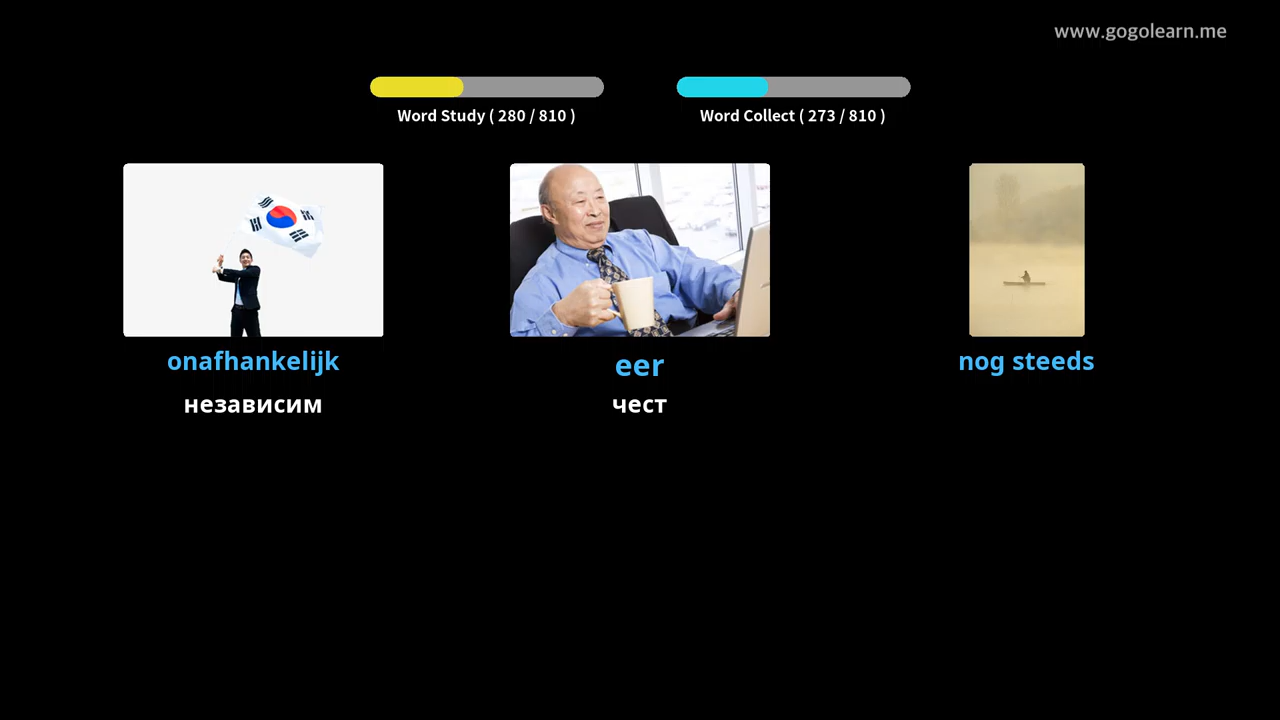 www.gogolearn.me
Word Study ( 280 / 810 )
Word Collect ( 273 / 810 )
onafhankelijk
eer
nog steeds
независим
чест